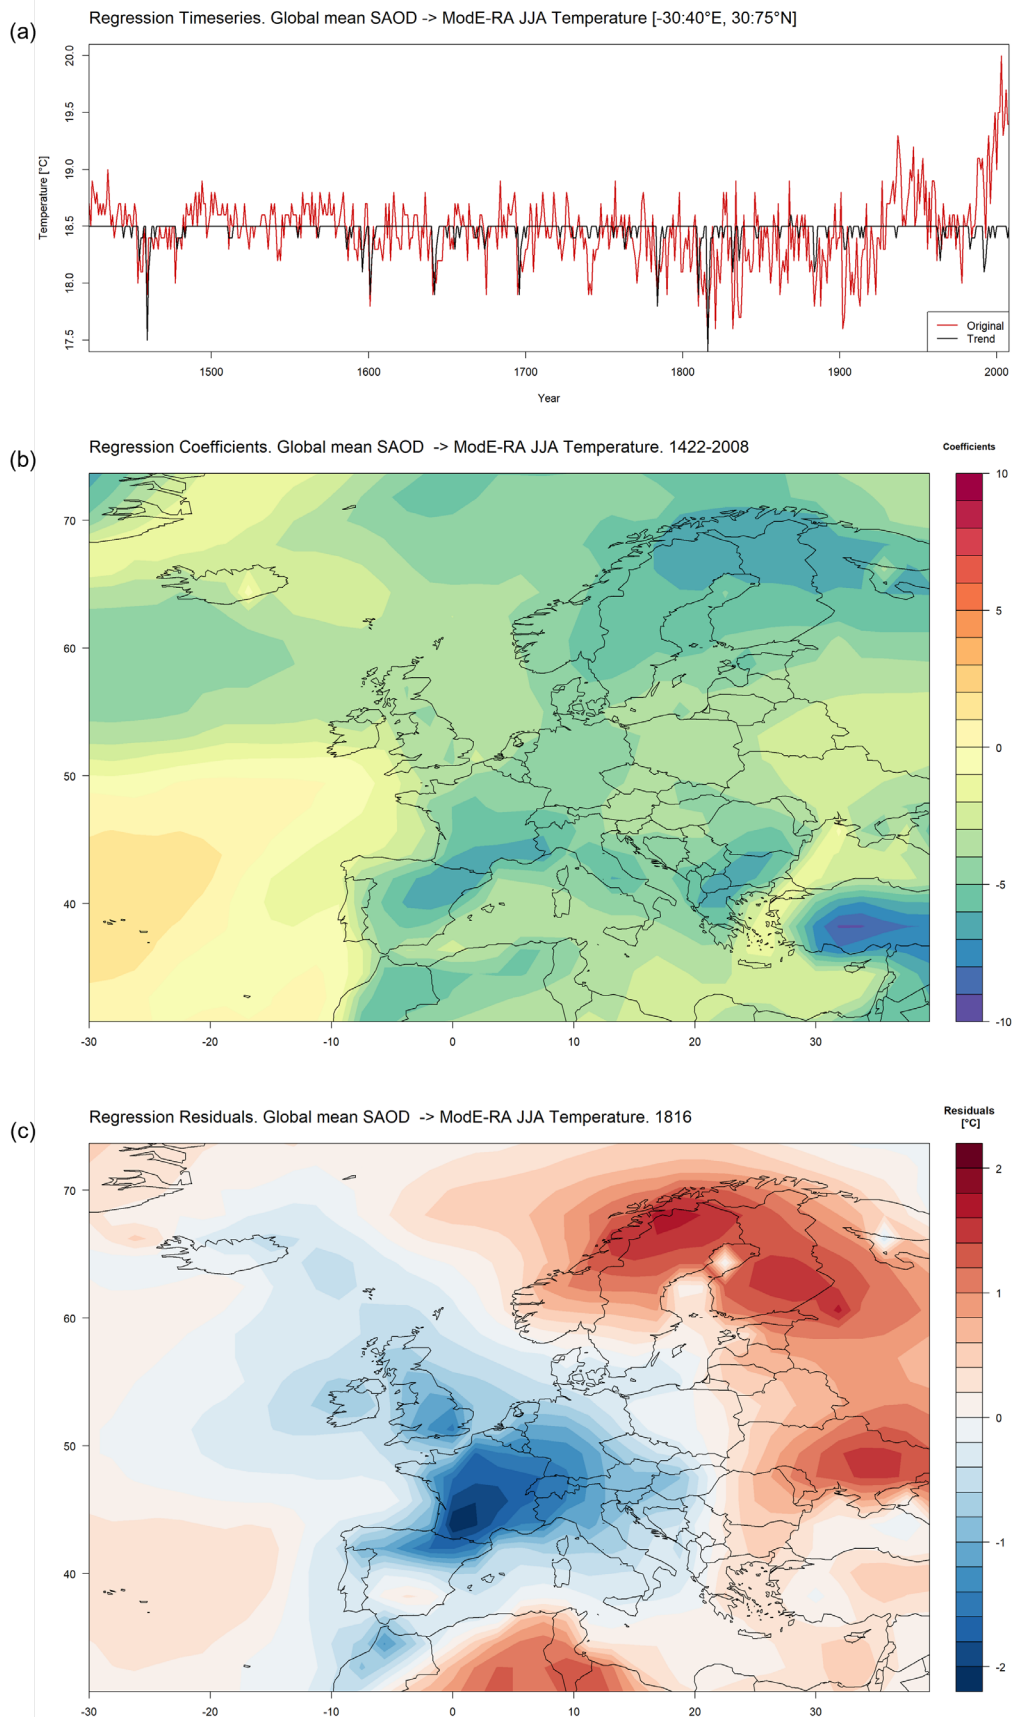 (a)
Regression Timeseries. Global mean SAOD -> ModE-RA JJA Temperature [-30:40°E, 30:75°N]
Temperature [°C]
20.0
19.5
19.0
18.5
18.0
17.5
Original
Trend
1500 1600 1700 1800 1900 2000
Year
(b)
Regression Coefficients. Global mean SAOD -> ModE-RA JJA Temperature. 1422-2008
Coefficients
70
60
50
40
-30 -20 -10 0 10 20 30
10
5
0
-5
-10
(c)
Regression Residuals. Global mean SAOD -> ModE-RA JJA Temperature. 1816
Residuals
[°C]
70
60
50
40
-30 -20 -10 0 10 20 30
2
1
0
-1
-2